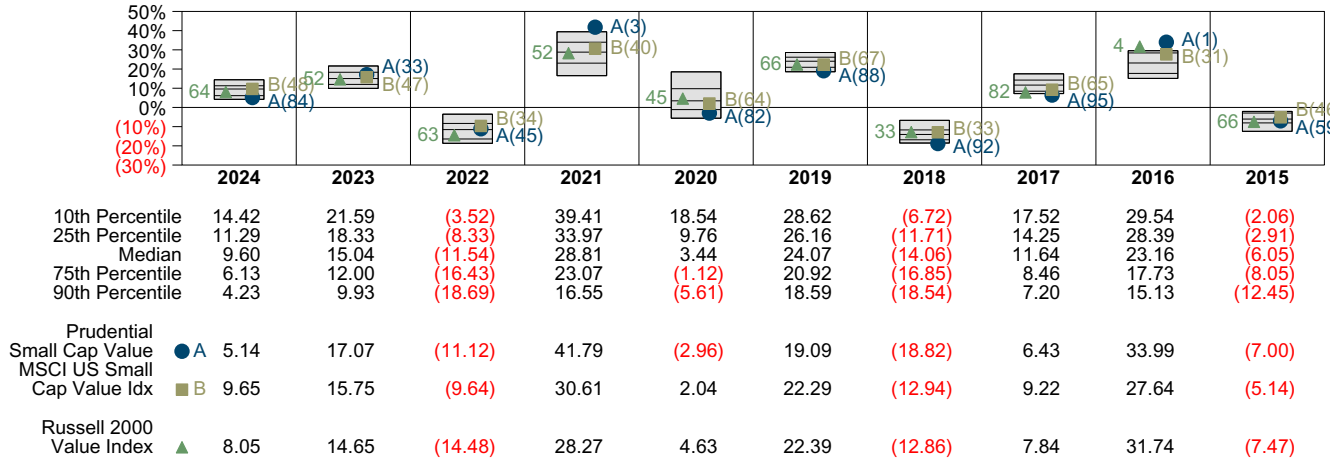 50%
40%
30%
20%
10%
0%
(10%)
(20%)
(30%)
64 B(48) A(84)
52 A(33) B(47)
63 B(34) A(45)
52 A(3) B(40)
45 B(64) A(82)
66 B(67) A(88)
33 B(33) A(92)
82 B(65) A(95)
4 A(1) B(31)
66 B(46 A(59
2024 2023 2022 2021 2020 2019 2018 2017 2016 2015
10th Percentile 14.42 21.59 (3.52) 39.41 18.54 28.62 (6.72) 17.52 29.54 (2.06)
25th Percentile 11.29 18.33 (8.33) 33.97 9.76 26.16 (11.71) 14.25 28.39 (2.91)
Median 9.60 15.04 (11.54) 28.81 3.44 24.07 (14.06) 11.64 23.16 (6.05)
75th Percentile 6.13 12.00 (16.43) 23.07 (1.12) 20.92 (16.85) 8.46 17.73 (8.05)
90th Percentile 4.23 9.93 (18.69) 16.55 (5.61) 18.59 (18.54) 7.20 15.13 (12.45)
Prudential
Small Cap Value A 5.14 17.07 (11.12) 41.79 (2.96) 19.09 (18.82) 6.43 33.99 (7.00)
MSCI US Small
Cap Value Idx B 9.65 15.75 (9.64) 30.61 2.04 22.29 (12.94) 9.22 27.64 (5.14)
Russell 2000
Value Index 8.05 14.65 (14.48) 28.27 4.63 22.39 (12.86) 7.84 31.74 (7.47)